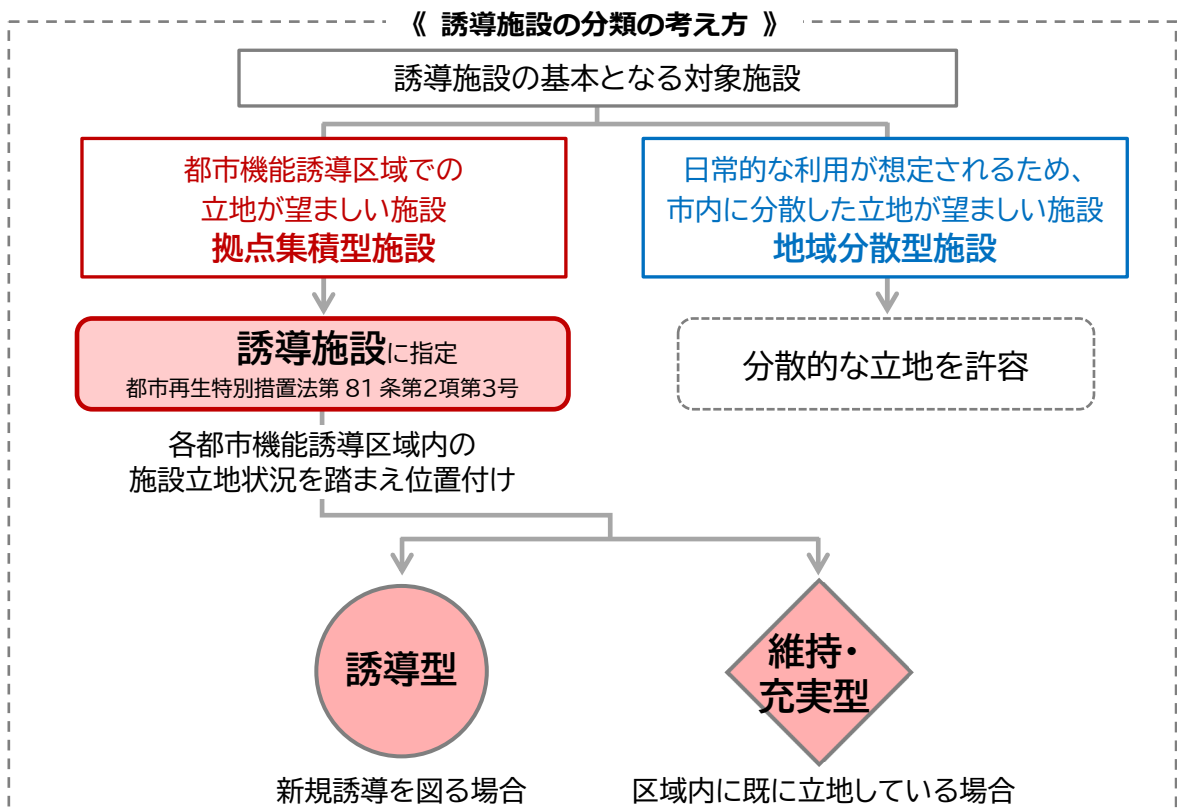 《 誘導施設の分類の考え方 》
誘導施設の基本となる対象施設
都市機能誘導区域での
立地が望ましい施設
拠点集積型施設
日常的な利用が想定されるため、
市内に分散した立地が望ましい施設
地域分散型施設
誘導施設に指定
都市再生特別措置法第 81 条第2項第3号
分散的な立地を許容
各都市機能誘導区域内の
施設立地状況を踏まえ位置付け
誘導型
維持・
充実型
新規誘導を図る場合
区域内に既に立地している場合